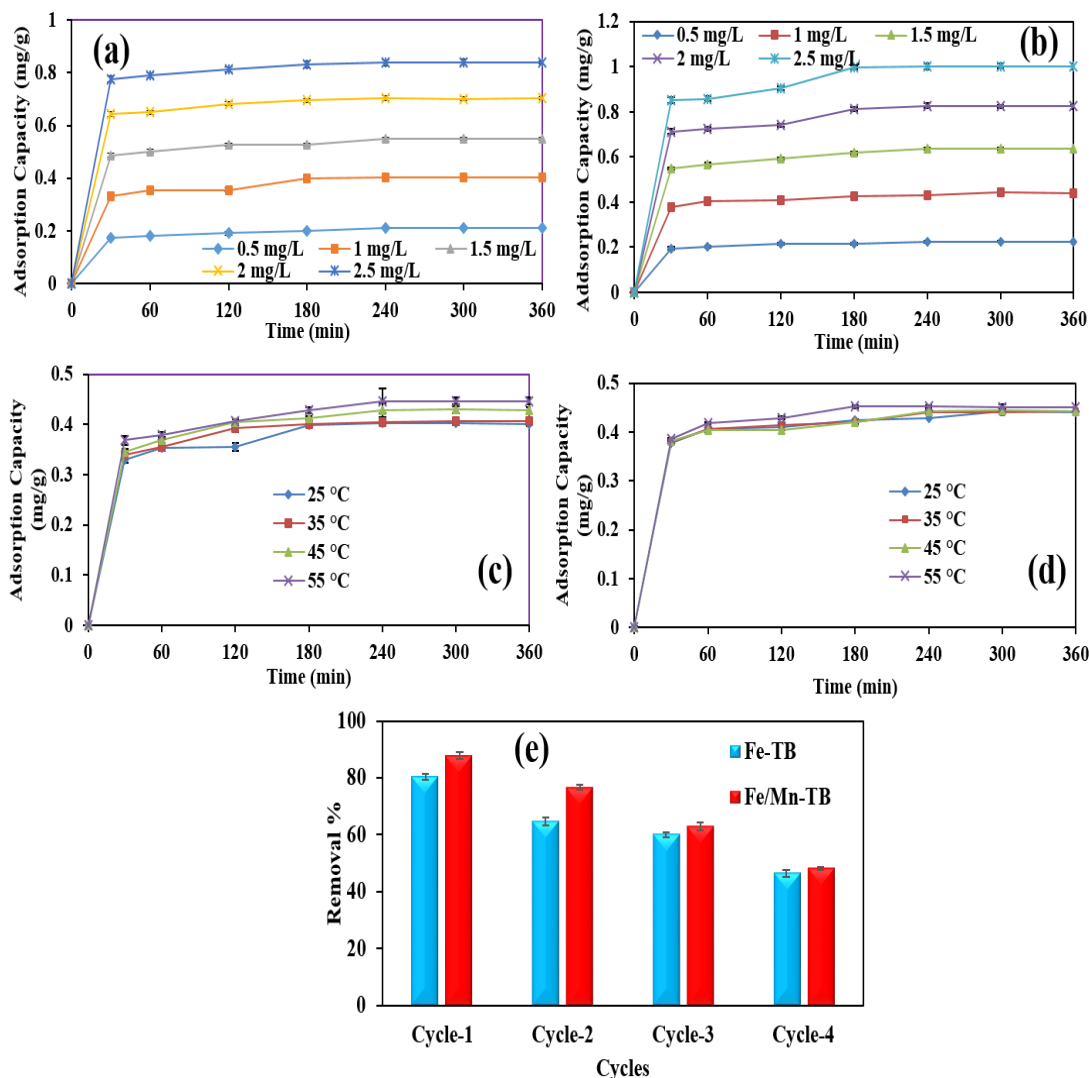 (a)
Adsorption Capacity (mg/g)
1
0.8
0.6
0.4
0.2
0
0.5 mg/L 1 mg/L 1.5 mg/L
2 mg/L 2.5 mg/L
0 60 120 180 240 300 360
Time (min)
(b)
Addsorption Capacity (mg/g)
1.2
1
0.8
0.6
0.4
0.2
0
0.5 mg/L 1 mg/L 1.5 mg/L
2 mg/L 2.5 mg/L
0 60 120 180 240 300 360
Time (min)
(c)
Adsorption Capacity
(mg/g)
0.5
0.4
0.3
0.2
0.1
0
25 °C
35 °C
45 °C
55 °C
0 60 120 180 240 300 360
Time (min)
(d)
Adsorption Capacity
(mg/g)
0.5
0.4
0.3
0.2
0.1
0
25 °C
35 °C
45 °C
55 °C
0 60 120 180 240 300 360
Time (min)
(e)
Removal %
100
80
60
40
20
0
Fe-TB
Fe/Mn-TB
Cycle-1 Cycle-2 Cycle-3 Cycle-4
Cycles